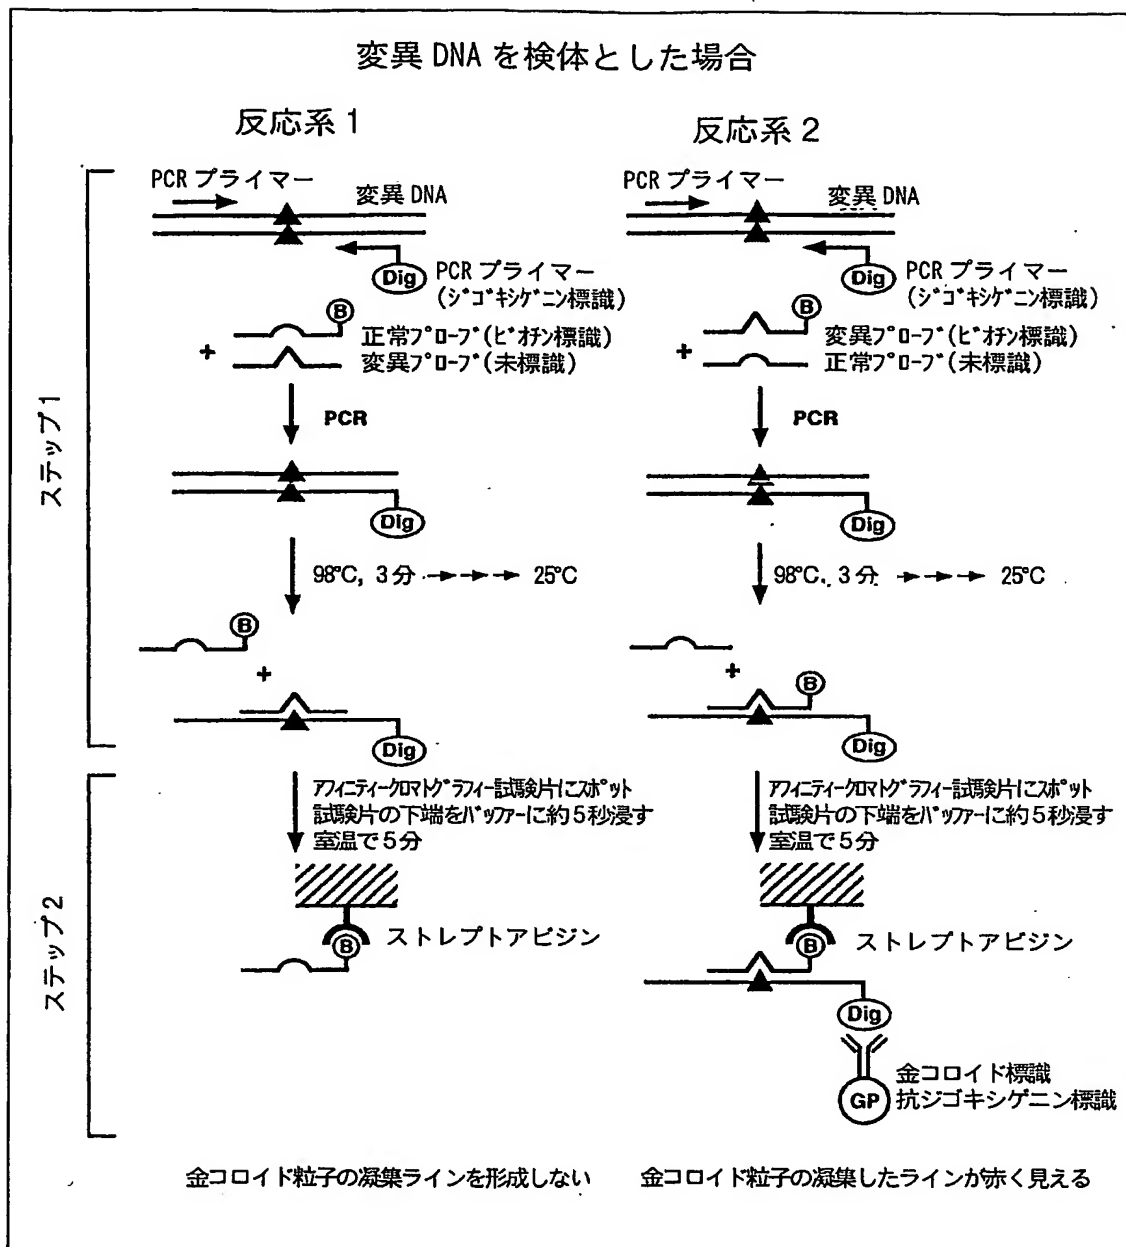 変異 DNA を検体とした場合
反応系 1
反応系 2
ステップ1
PCR プライマー
変異 DNA
Dig
PCR プライマー
(ジゴキシゲニン標識)
B
正常プローブ(ビオチン標識)
+
変異プローブ(未標識)
PCR
Dig
98℃, 3分
25℃
B
+
Dig
PCR プライマー
変異 DNA
Dig
PCR プライマー
(ジゴキシゲニン標識)
B
変異プローブ(ビオチン標識)
+
正常プローブ(未標識)
PCR
Dig
98℃, 3分
25℃
+
B
Dig
ステップ2
アフィニティークロマトグラフィー試験片にスポット
試験片の下端をバッファーに約5秒浸す
室温で5分
B
ストレプトアビジン
金コロイド粒子の凝集ラインを形成しない
アフィニティークロマトグラフィー試験片にスポット
試験片の下端をバッファーに約5秒浸す
室温で5分
B
ストレプトアビジン
Dig
GP
金コロイド標識
抗ジゴキシゲニン標識
金コロイド粒子の凝集したラインが赤く見える